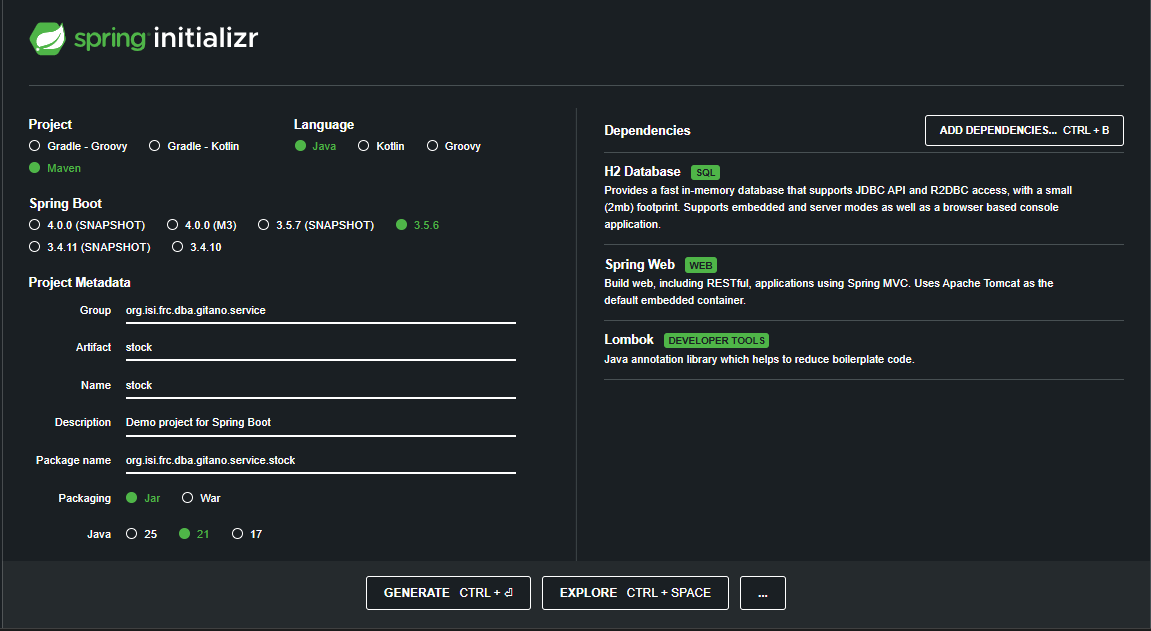 spring initializr
Project
Gradle - Groovy Gradle - Kotlin
Maven
Language
Java Kotlin Groovy
Spring Boot
4.0.0 (SNAPSHOT) 4.0.0 (M3) 3.5.7 (SNAPSHOT) 3.5.6
3.4.11 (SNAPSHOT) 3.4.10
Project Metadata
Group org.isi.frc.dba.gitano.service
Artifact stock
Name stock
Description Demo project for Spring Boot
Package name org.isi.frc.dba.gitano.service.stock
Packaging Jar War
Java 25 21 17
Dependencies ADD DEPENDENCIES... CTRL + B
H2 Database SQL
Provides a fast in-memory database that supports JDBC API and R2DBC access, with a small
(2mb) footprint. Supports embedded and server modes as well as a browser based console
application.
Spring Web WEB
Build web, including RESTful, applications using Spring MVC. Uses Apache Tomcat as the
default embedded container.
Lombok DEVELOPER TOOLS
Java annotation library which helps to reduce boilerplate code.
GENERATE CTRL + ⏎ EXPLORE CTRL + SPACE ...